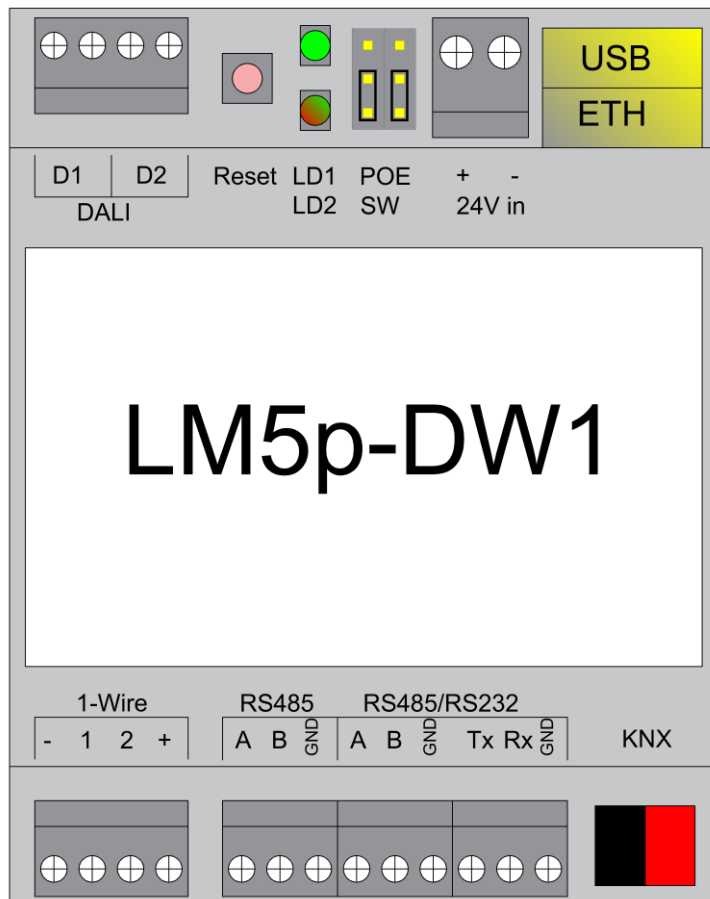 USB
ETH
D1 D2 Reset LD1 POE + -
DALI LD2 SW 24V in
LM5p-DW1
1-Wire RS485 RS485/RS232
- 1 2 + A B GND A B GND Tx Rx GND KNX